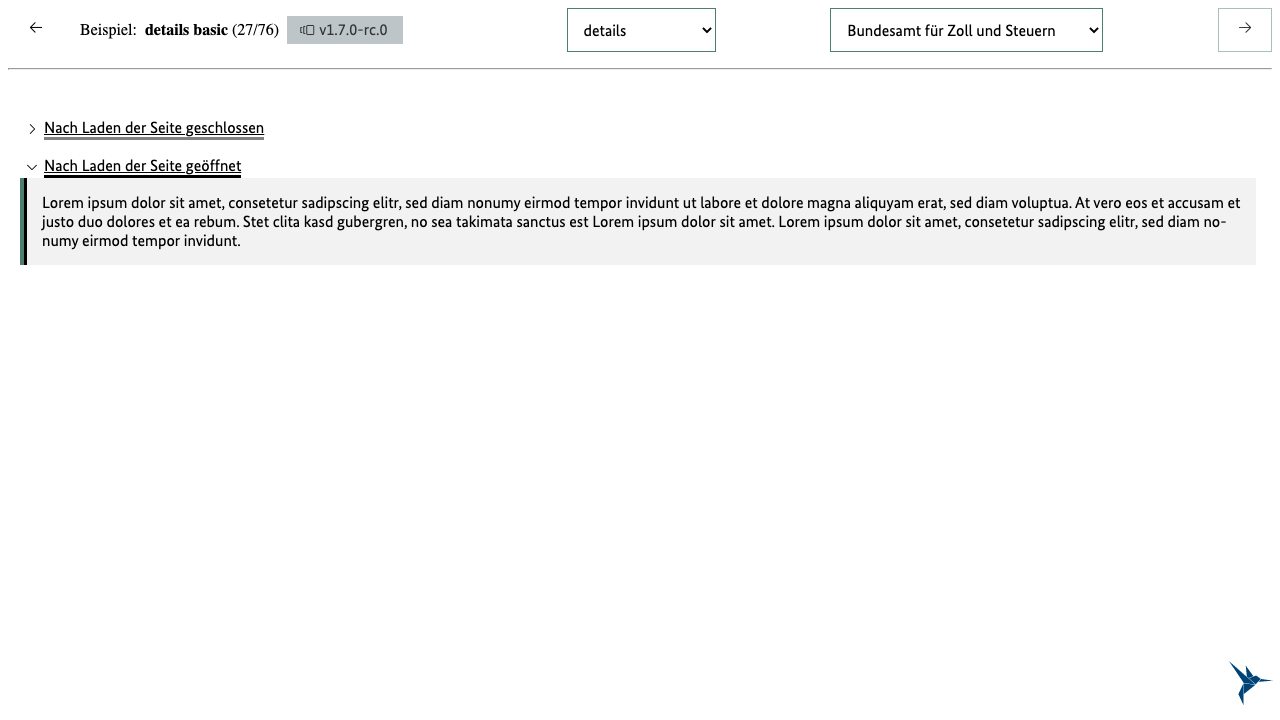 Beispiel: details basic (27/76) v1.7.0-rc.0 details Bundesamt für Zoll und Steuern
Nach Laden der Seite geschlossen
Nach Laden der Seite geöffnet
Lorem ipsum dolor sit amet, consetetur sadipscing elitr, sed diam nonumy eirmod tempor invidunt ut labore et dolore magna aliquyam erat, sed diam voluptua. At vero eos et accusam et
justo duo dolores et ea rebum. Stet clita kasd gubergren, no sea takimata sanctus est Lorem ipsum dolor sit amet. Lorem ipsum dolor sit amet, consetetur sadipscing elitr, sed diam no-
numy eirmod tempor invidunt.